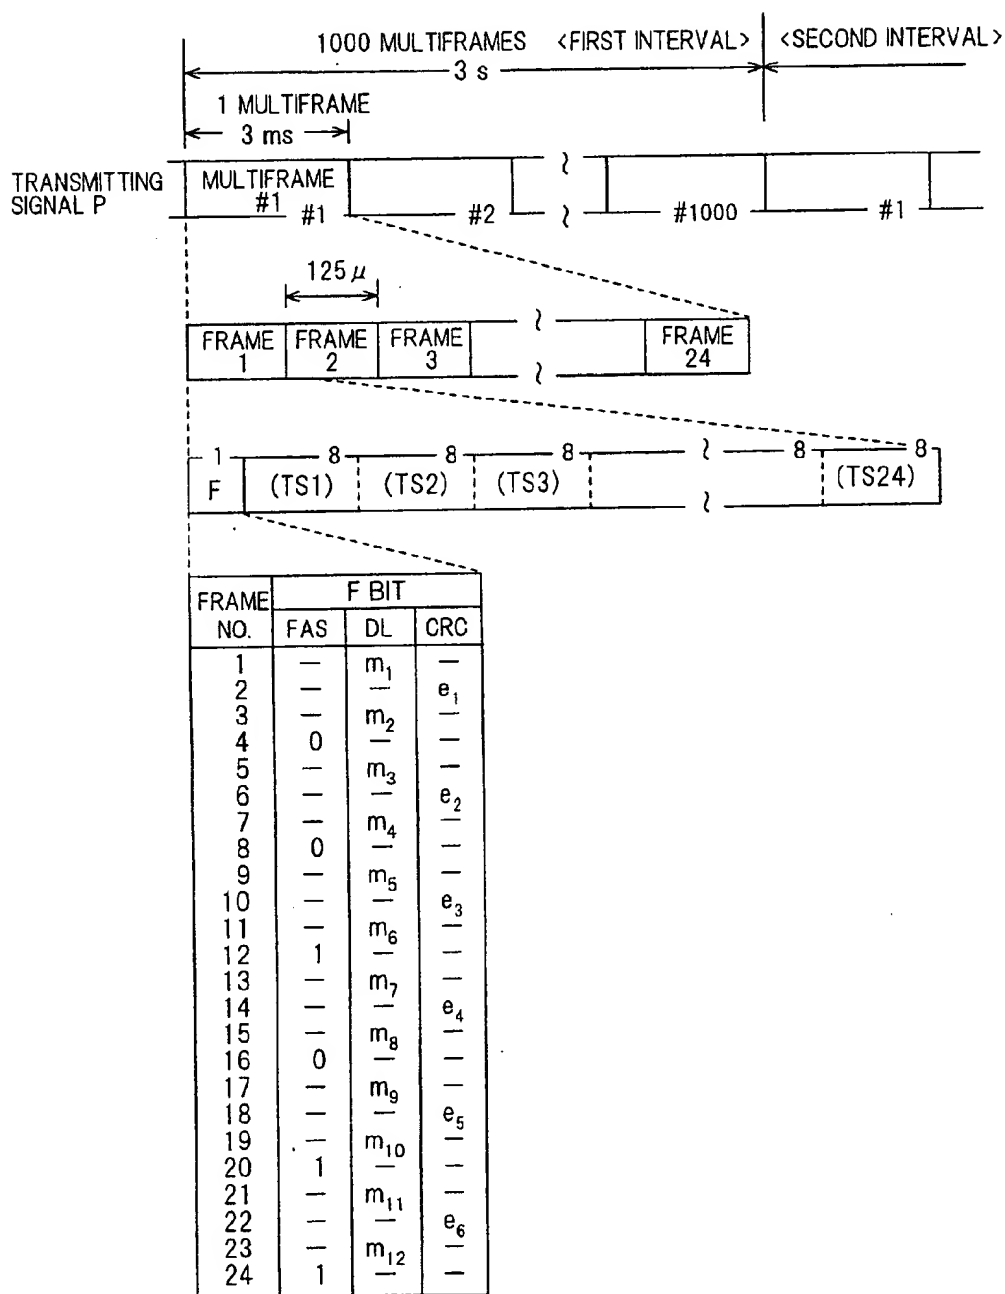 1000 MULTIFRAMES <FIRST INTERVAL> <SECOND INTERVAL>
3 s
1 MULTIFRAME
3 ms
TRANSMITTING SIGNAL P
MULTIFRAME #1
#1 #2 #1000 #1
125 μ
FRAME 1 FRAME 2 FRAME 3 FRAME 24
1 8 8 8 8 8
F (TS1) (TS2) (TS3) (TS24)
FRAME NO. F BIT
FAS DL CRC
1 — m₁ —
2 — — e₁
3 — m₂ —
4 0 — —
5 — m₃ —
6 — — e₂
7 — m₄ —
8 0 — —
9 — m₅ —
10 — — e₃
11 — m₆ —
12 1 — —
13 — m₇ —
14 — — e₄
15 — m₈ —
16 0 — —
17 — m₉ —
18 — — e₅
19 — m₁₀ —
20 1 — —
21 — m₁₁ —
22 — — e₆
23 — m₁₂ —
24 1 — —